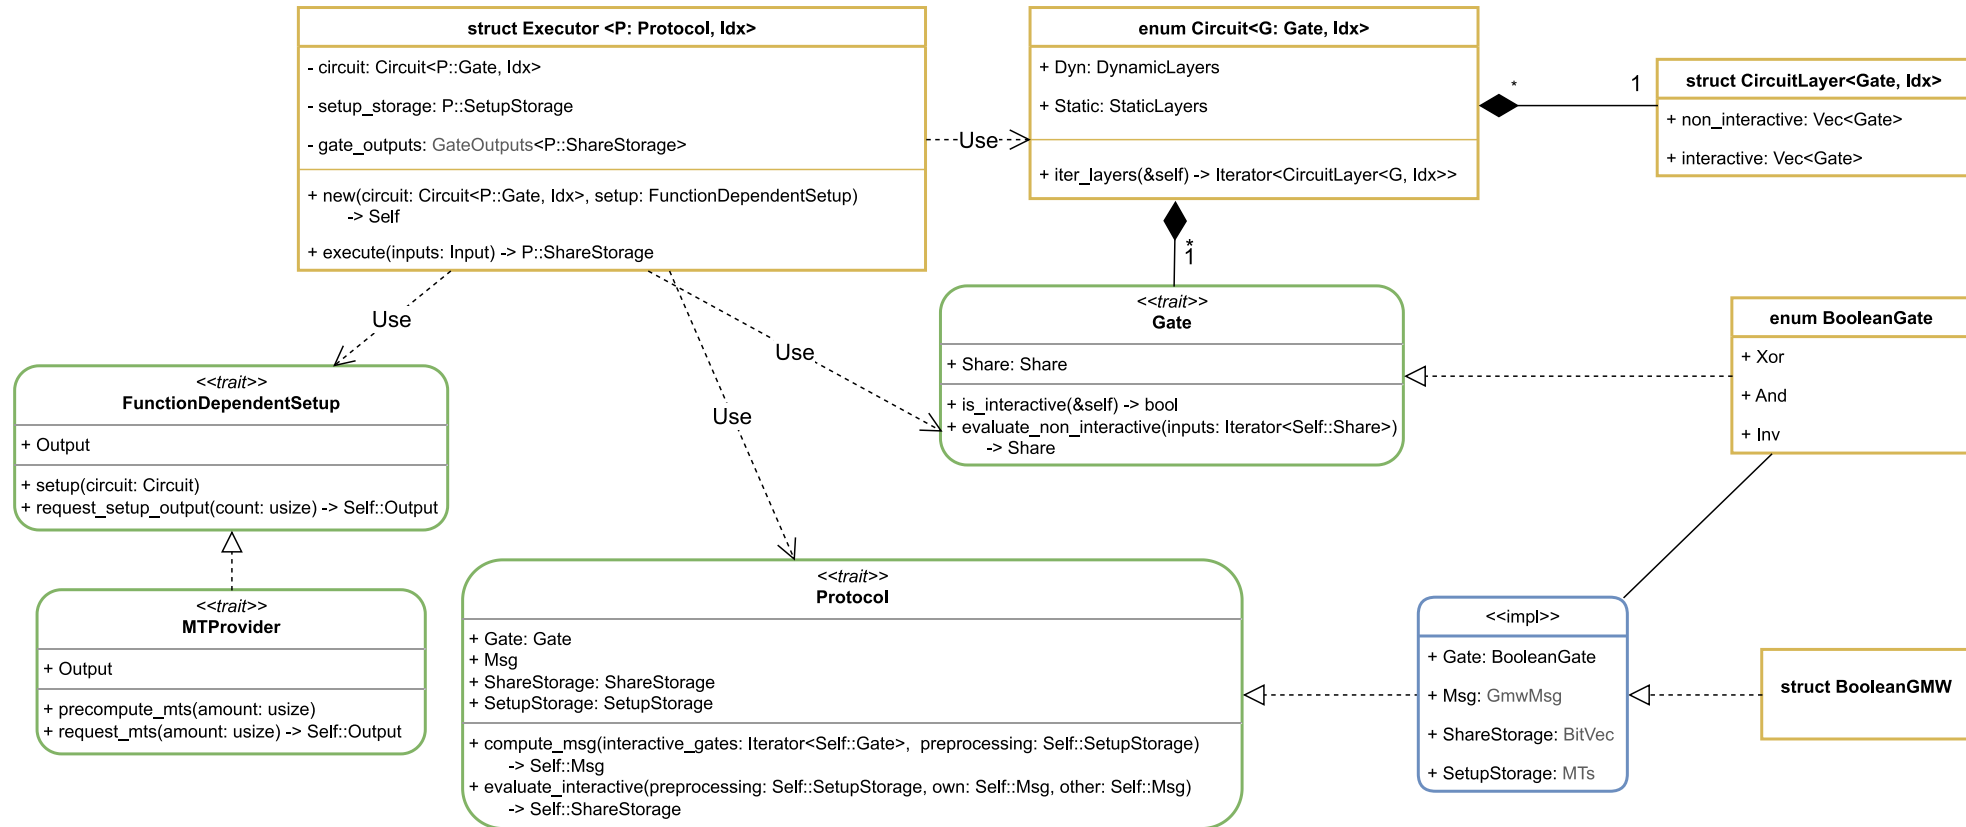 struct Executor <P: Protocol, Idx>
- circuit: Circuit<P::Gate, Idx>
- setup_storage: P::SetupStorage
- gate_outputs: GateOutputs<P::ShareStorage>
+ new(circuit: Circuit<P::Gate, Idx>, setup: FunctionDependentSetup)
-> Self
+ execute(inputs: Input) -> P::ShareStorage
Use
enum Circuit<G: Gate, Idx>
+ Dyn: DynamicLayers
+ Static: StaticLayers
+ iter_layers(&self) -> Iterator<CircuitLayer<G, Idx>>
*
1
struct CircuitLayer<Gate, Idx>
+ non_interactive: Vec<Gate>
+ interactive: Vec<Gate>
*
1
Use
Use
Use
<<trait>>
Gate
+ Share: Share
+ is_interactive(&self) -> bool
+ evaluate_non_interactive(inputs: Iterator<Self::Share>)
-> Share
enum BooleanGate
+ Xor
+ And
+ Inv
<<trait>>
FunctionDependentSetup
+ Output
+ setup(circuit: Circuit)
+ request_setup_output(count: usize) -> Self::Output
<<trait>>
MTProvider
+ Output
+ precompute_mts(amount: usize)
+ request_mts(amount: usize) -> Self::Output
<<trait>>
Protocol
+ Gate: Gate
+ Msg
+ ShareStorage: ShareStorage
+ SetupStorage: SetupStorage
+ compute_msg(interactive_gates: Iterator<Self::Gate>, preprocessing: Self::SetupStorage)
-> Self::Msg
+ evaluate_interactive(preprocessing: Self::SetupStorage, own: Self::Msg, other: Self::Msg)
-> Self::ShareStorage
<<impl>>
+ Gate: BooleanGate
+ Msg: GmwMsg
+ ShareStorage: BitVec
+ SetupStorage: MTs
struct BooleanGMW